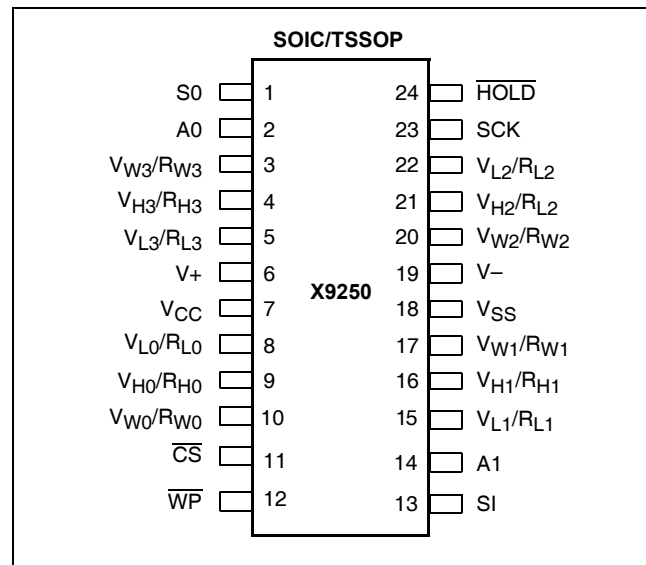 SOIC/TSSOP
S0 1 24 HOLD
A0 2 23 SCK
VW3/RW3 3 22 VL2/RL2
VH3/RH3 4 21 VH2/RL2
VL3/RL3 5 20 VW2/RW2
V+ 6 19 V–
X9250
VCC 7 18 VSS
VL0/RL0 8 17 VW1/RW1
VH0/RH0 9 16 VH1/RH1
VW0/RW0 10 15 VL1/RL1
CS 11 14 A1
WP 12 13 SI